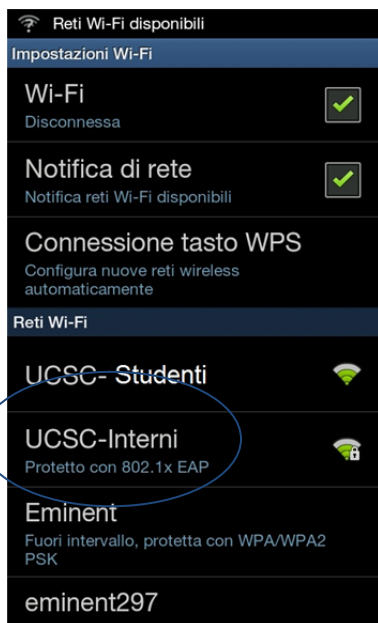 Reti Wi-Fi disponibili
Impostazioni Wi-Fi
Wi-Fi
Disconnessa
Notifica di rete
Notifica reti Wi-Fi disponibili
Connessione tasto WPS
Configura nuove reti wireless
automaticamente
Reti Wi-Fi
UCSC- Studenti
UCSC-Interni
Protetto con 802.1x EAP
Eminent
Fuori intervallo, protetta con WPA/WPA2
PSK
eminent297